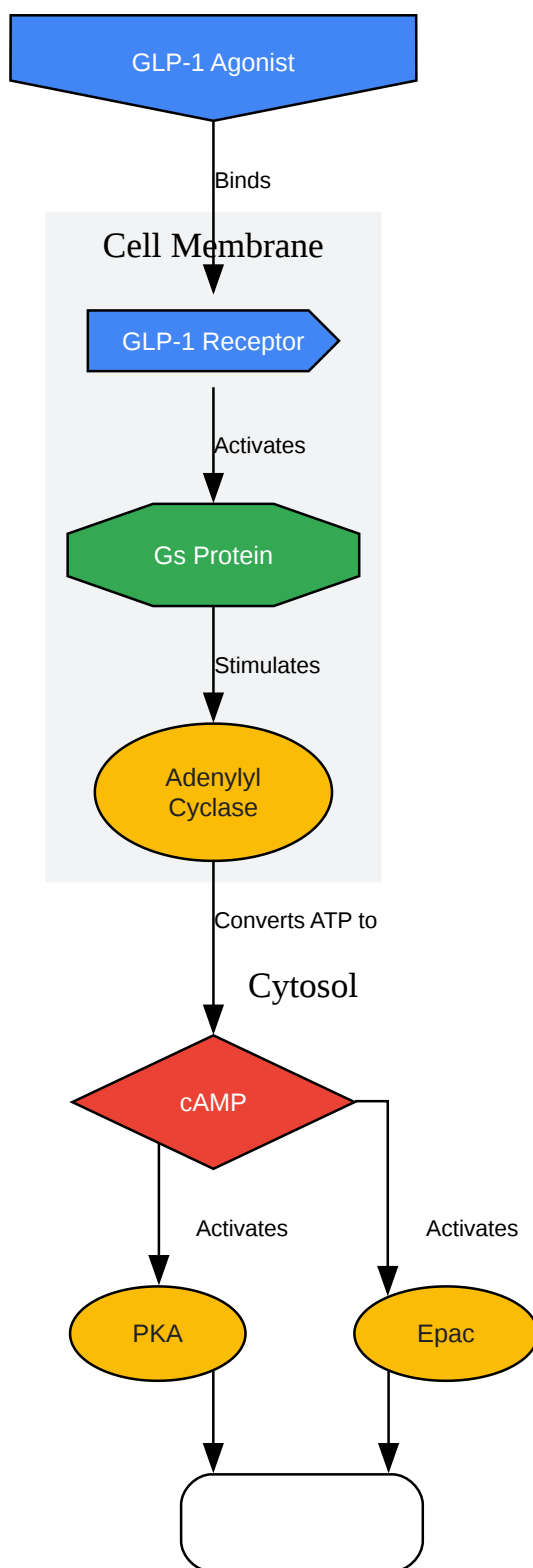 GLP-1 Agonist
Binds
Cell Membrane
GLP-1 Receptor
Activates
Gs Protein
Stimulates
Adenylyl
Cyclase
Converts ATP to
Cytosol
cAMP
Activates
Activates
PKA
Epac